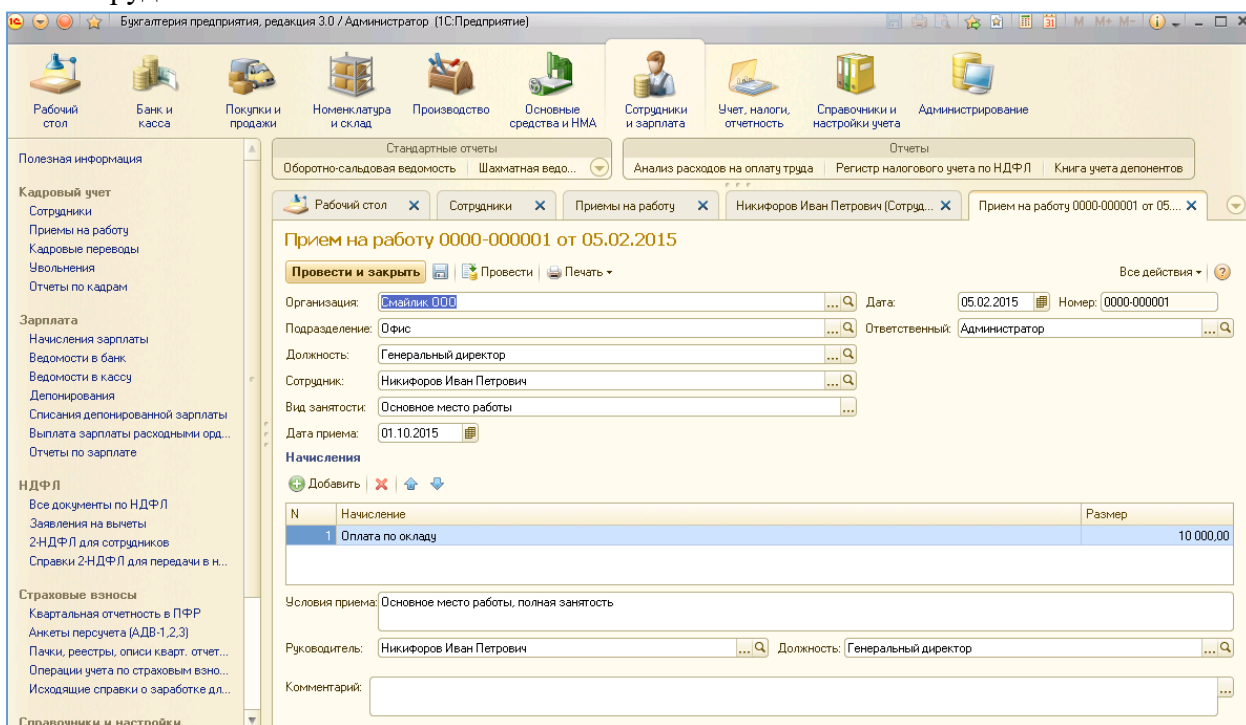 Бухгалтерия предприятия, редакция 3.0 / Администратор (1С:Предприятие)
M M+ M-
Рабочий стол
Банк и касса
Покупки и продажи
Номенклатура и склад
Производство
Основные средства и НМА
Сотрудники и зарплата
Учет, налоги, отчетность
Справочники и настройки учета
Администрирование
Полезная информация
Кадровый учет
Сотрудники
Приемы на работу
Кадровые переводы
Увольнения
Отчеты по кадрам
Зарплата
Начисления зарплаты
Ведомости в банк
Ведомости в кассу
Депонирования
Списания депонированной зарплаты
Выплата зарплаты расходными орд...
Отчеты по зарплате
НДФЛ
Все документы по НДФЛ
Заявления на вычеты
2-НДФЛ для сотрудников
Справки 2-НДФЛ для передачи в н...
Страховые взносы
Квартальная отчетность в ПФР
Анкеты персучета (АДВ-1,2,3)
Пачки, реестры, описи кварт. отчет...
Операции учета по страховым взно...
Исходящие справки о заработке дл...
Справочники и настройки
Стандартные отчеты
Оборотно-сальдовая ведомость Шахматная ведо...
Отчеты
Анализ расходов на оплату труда Регистр налогового учета по НДФЛ Книга учета депонентов
Рабочий стол Сотрудники Приемы на работу Никифоров Иван Петрович (Сотруд... Прием на работу 0000-000001 от 05....
Прием на работу 0000-000001 от 05.02.2015
Провести и закрыть Провести Печать Все действия
Организация: Смайлик ООО Дата: 05.02.2015 Номер: 0000-000001
Подразделение: Офис Ответственный: Администратор
Должность: Генеральный директор
Сотрудник: Никифоров Иван Петрович
Вид занятости: Основное место работы
Дата приема: 01.10.2015
Начисления
Добавить
N Начисление Размер
1 Оплата по окладу 10 000,00
Условия приема: Основное место работы, полная занятость
Руководитель: Никифоров Иван Петрович Должность: Генеральный директор
Комментарий: